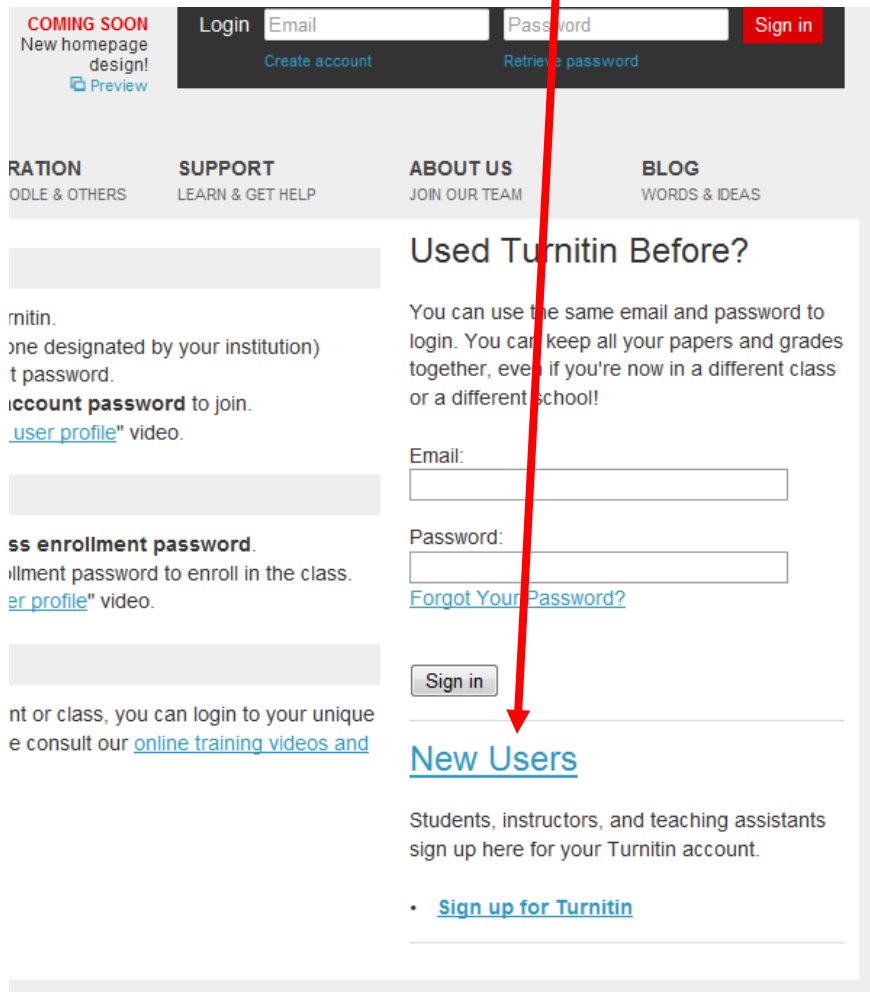 COMING SOON
New homepage
design!
Preview
Login Email Password Sign in
Create account Retrieve password
RATION SUPPORT ABOUT US BLOG
ODLE & OTHERS LEARN & GET HELP JOIN OUR TEAM WORDS & IDEAS
rnitin.
one designated by your institution)
t password.
account password to join.
user profile" video.
ss enrollment password.
ollment password to enroll in the class.
er profile" video.
nt or class, you can login to your unique
e consult our online training videos and
Used Turnitin Before?
You can use the same email and password to
login. You can keep all your papers and grades
together, even if you're now in a different class
or a different school!
Email:
Password:
Forgot Your Password?
Sign in
New Users
Students, instructors, and teaching assistants
sign up here for your Turnitin account.
• Sign up for Turnitin